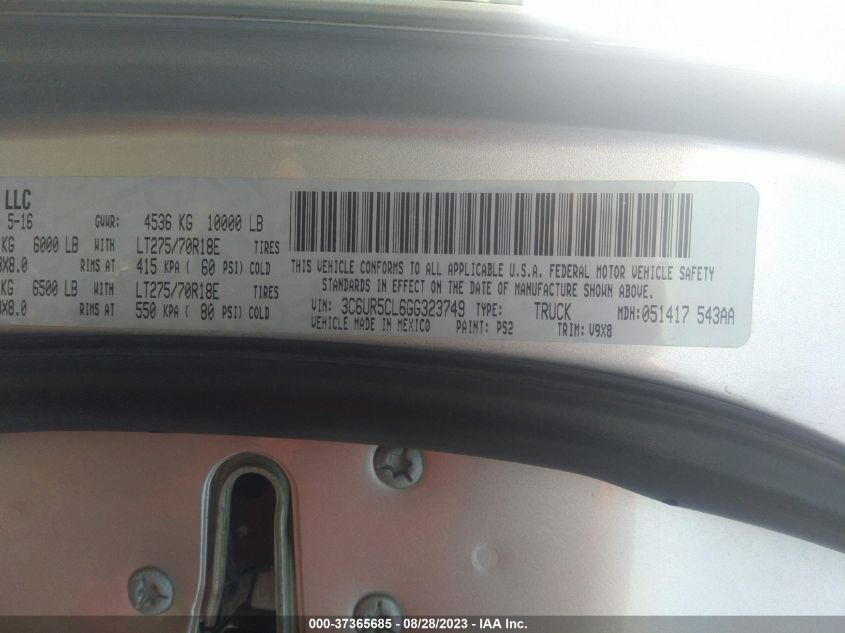 LLC
5-16 GVWR: 4536 KG 10000 LB
KG 6000 LB WITH LT275/70R18E TIRES
X8.0 RIMS AT 415 KPA ( 60 PSI) COLD
KG 6500 LB WITH LT275/70R18E TIRES
X8.0 RIMS AT 550 KPA ( 80 PSI) COLD
THIS VEHICLE CONFORMS TO ALL APPLICABLE U.S.A. FEDERAL MOTOR VEHICLE SAFETY
STANDARDS IN EFFECT ON THE DATE OF MANUFACTURE SHOWN ABOVE.
VIN: 3C6UR5CL6GG323749 TYPE: TRUCK MDH: 051417 543AA
VEHICLE MADE IN MEXICO PAINT: PS2 TRIM: V9X8
000-37365685 - 08/28/2023 - IAA Inc.